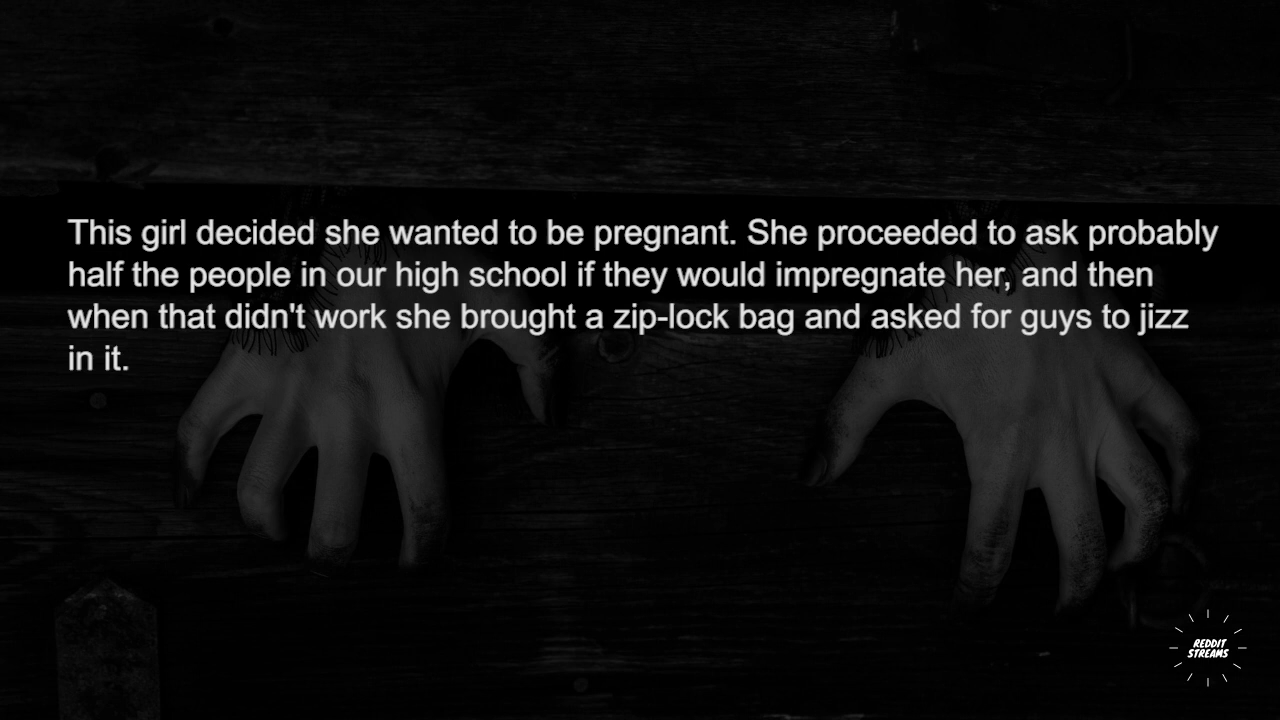 This girl decided she wanted to be pregnant. She proceeded to ask probably
half the people in our high school if they would impregnate her, and then
when that didn't work she brought a zip-lock bag and asked for guys to jizz
in it.
REDDIT
STREAMS